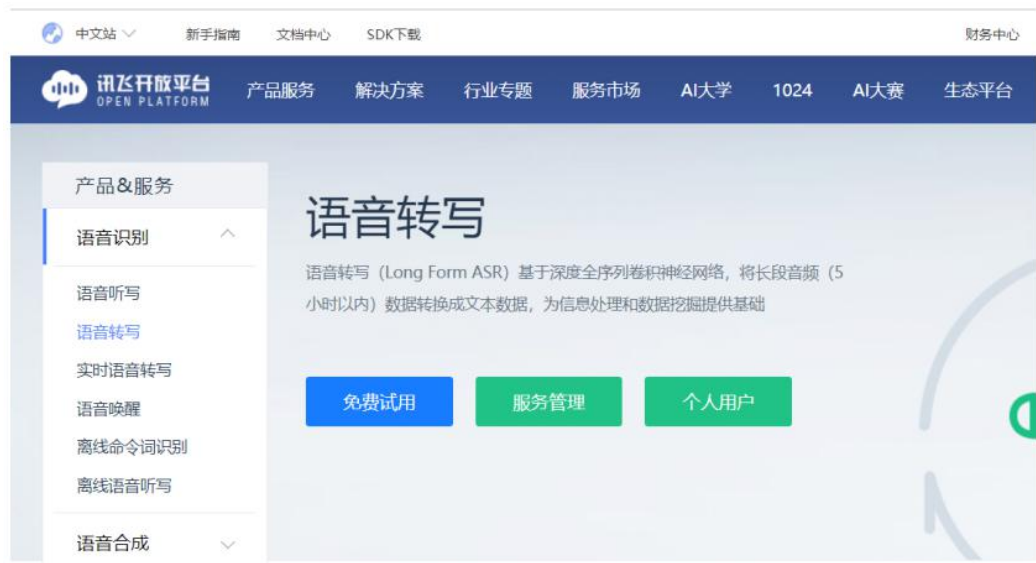 中文站 新手指南 文档中心 SDK下载 财务中心
讯飞开放平台 产品服务 解决方案 行业专题 服务市场 AI大学 1024 AI大赛 生态平台
OPEN PLATFORM
产品&服务
语音识别
语音听写
语音转写
实时语音转写
语音唤醒
离线命令词识别
离线语音听写
语音合成
语音转写
语音转写（Long Form ASR）基于深度全序列卷积神经网络，将长段音频（5
小时以内）数据转换成文本数据，为信息处理和数据挖掘提供基础
免费试用 服务管理 个人用户